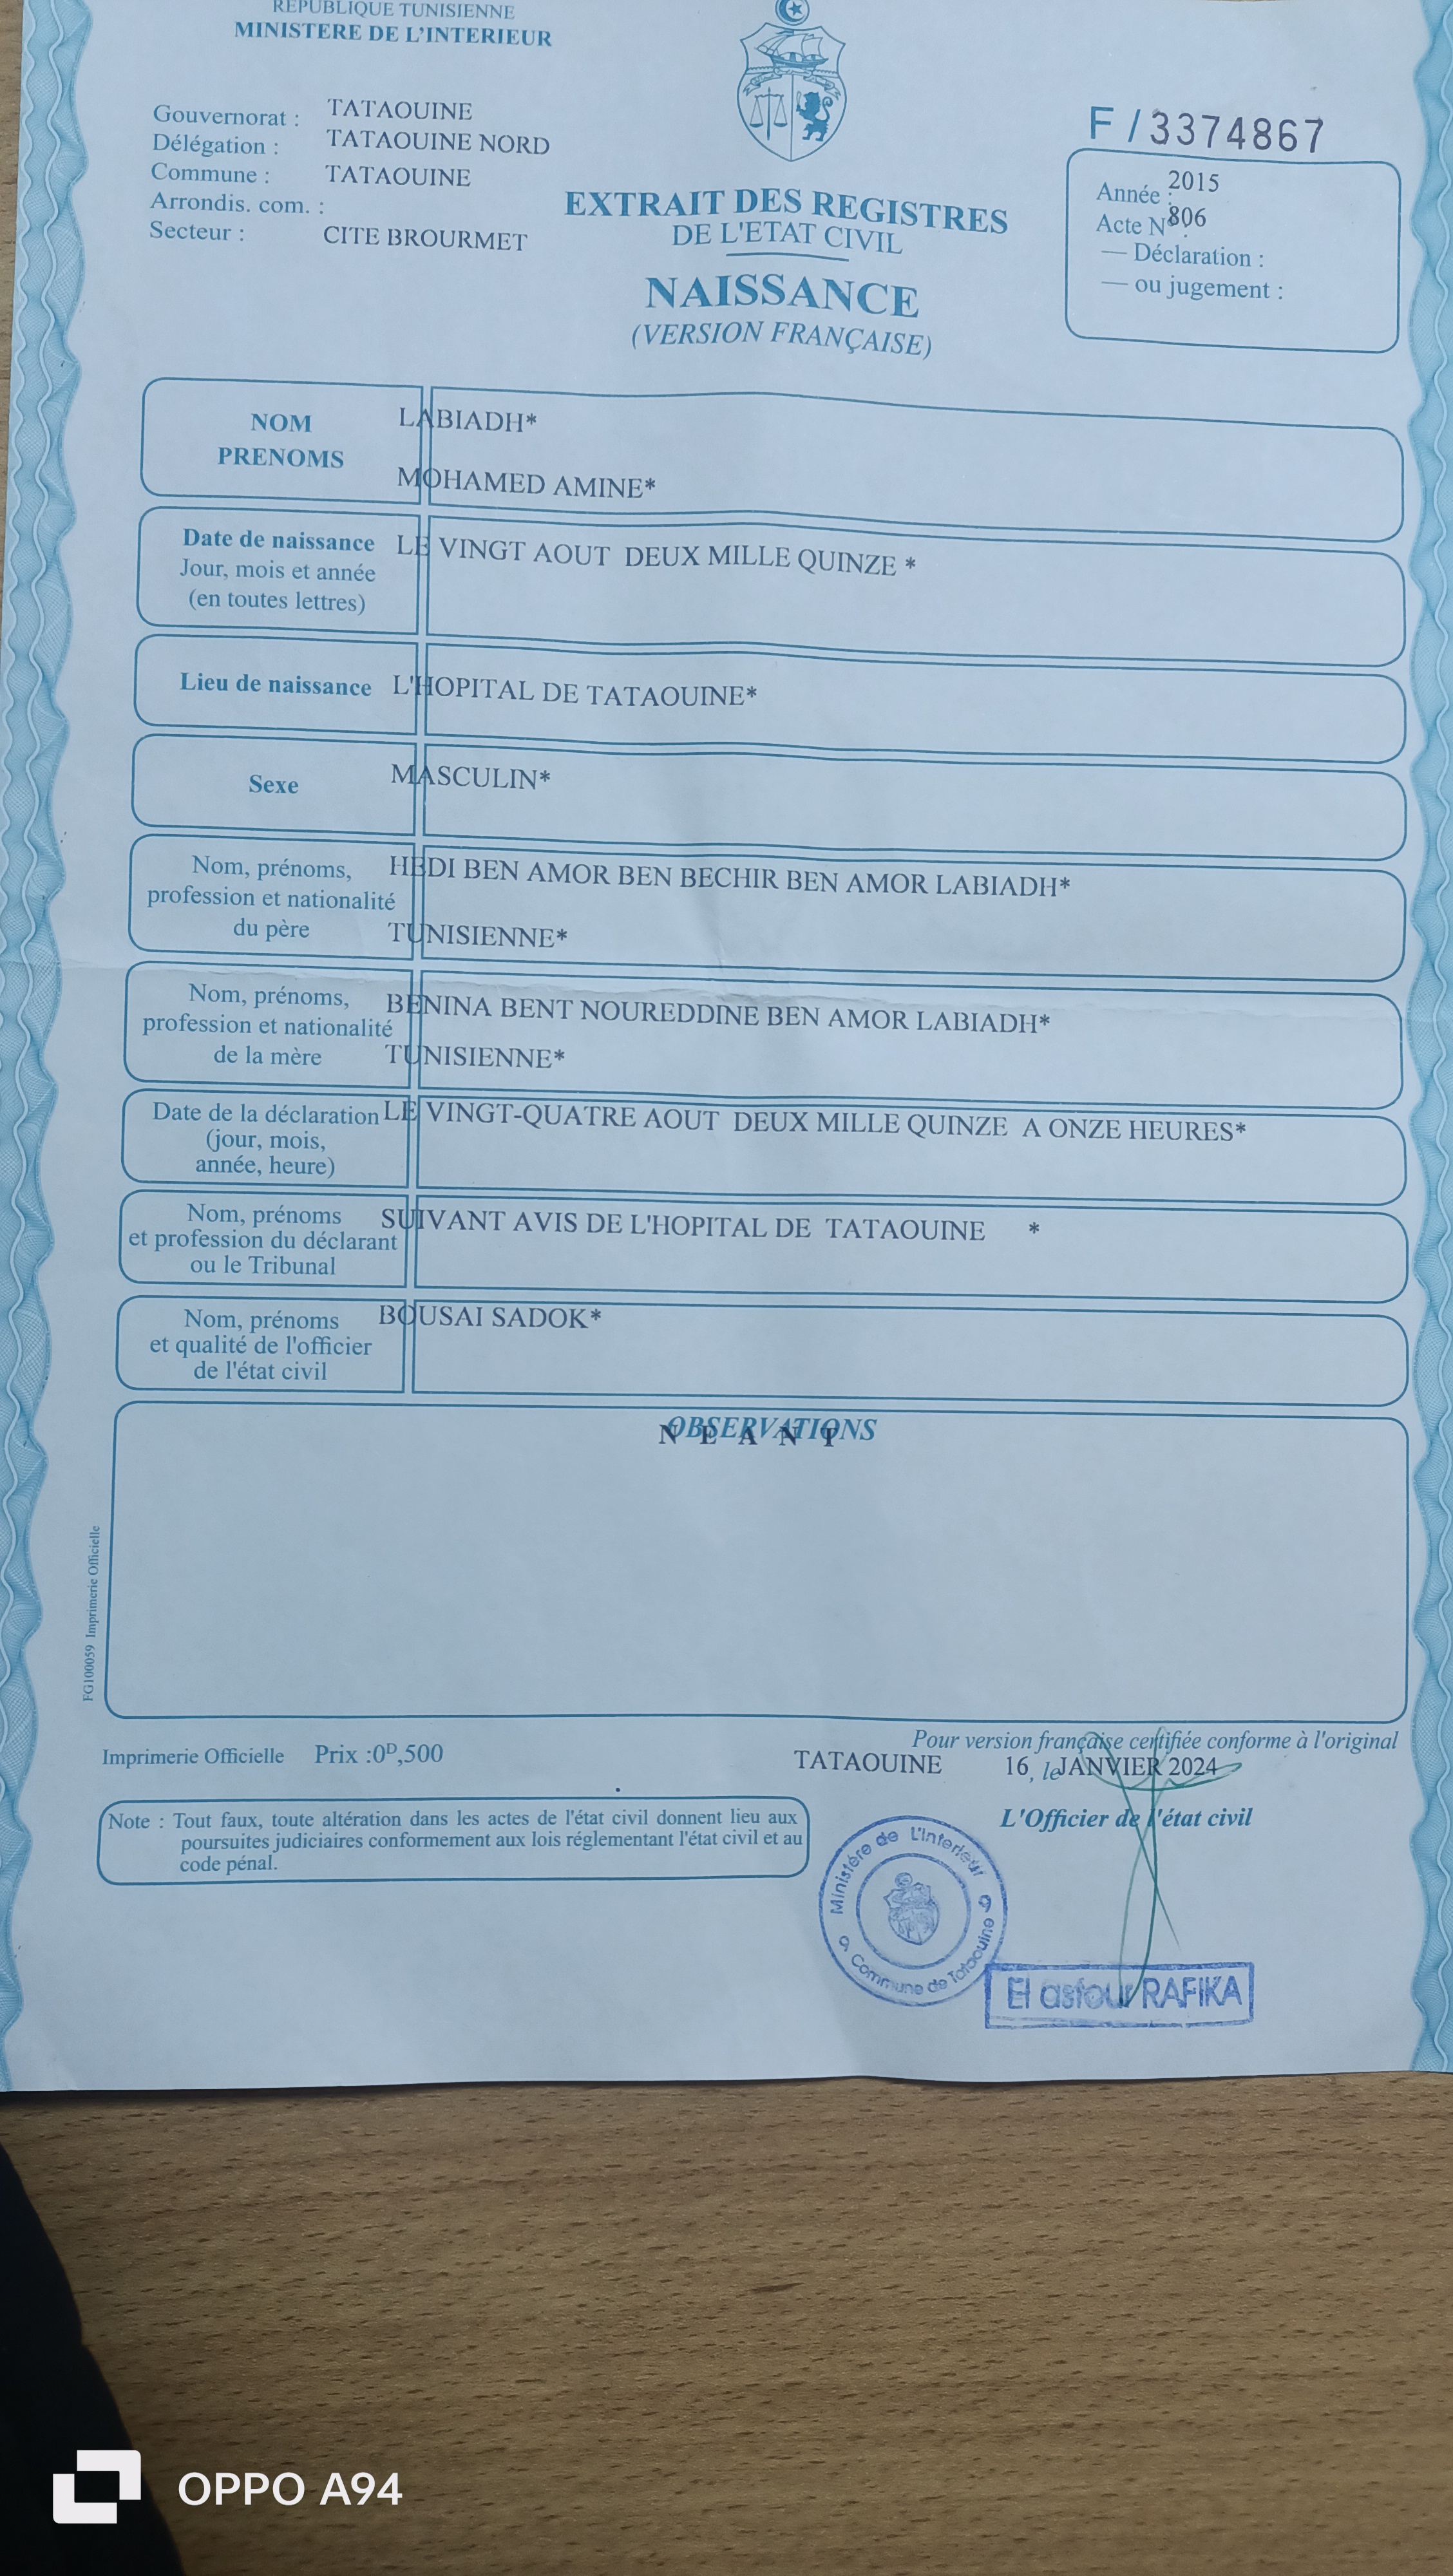 REPUBLIQUE TUNISIENNE
MINISTERE DE L'INTERIEUR
Gouvernorat : TATAOUINE
Délégation : TATAOUINE NORD
Commune : TATAOUINE
Arrondis. com. :
Secteur : CITE BROURMET
EXTRAIT DES REGISTRES
DE L'ETAT CIVIL
NAISSANCE
(VERSION FRANÇAISE)
F / 3374867
Année : 2015
Acte N° : 806
— Déclaration :
— ou jugement :
NOM
PRENOMS
LABIADH*
MOHAMED AMINE*
Date de naissance
Jour, mois et année
(en toutes lettres)
LE VINGT AOUT DEUX MILLE QUINZE *
Lieu de naissance
L'HOPITAL DE TATAOUINE*
Sexe
MASCULIN*
Nom, prénoms,
profession et nationalité
du père
HEDI BEN AMOR BEN BECHIR BEN AMOR LABIADH*
TUNISIENNE*
Nom, prénoms,
profession et nationalité
de la mère
BENINA BENT NOUREDDINE BEN AMOR LABIADH*
TUNISIENNE*
Date de la déclaration
(jour, mois,
année, heure)
LE VINGT-QUATRE AOUT DEUX MILLE QUINZE A ONZE HEURES*
Nom, prénoms
et profession du déclarant
ou le Tribunal
SUIVANT AVIS DE L'HOPITAL DE TATAOUINE *
Nom, prénoms
et qualité de l'officier
de l'état civil
BOUSAI SADOK*
OBSERVATIONS
N E A N T
FG100059 Imprimerie Officielle
Imprimerie Officielle Prix :0D,500
Pour version française certifiée conforme à l'original
TATAOUINE 16, le JANVIER 2024
L'Officier de l'état civil
Note : Tout faux, toute altération dans les actes de l'état civil donnent lieu aux
poursuites judiciaires conformement aux lois réglementant l'état civil et au
code pénal.
Ministére de L'Interieur
Commune de Tataouine
El asfour RAFIKA
OPPO A94